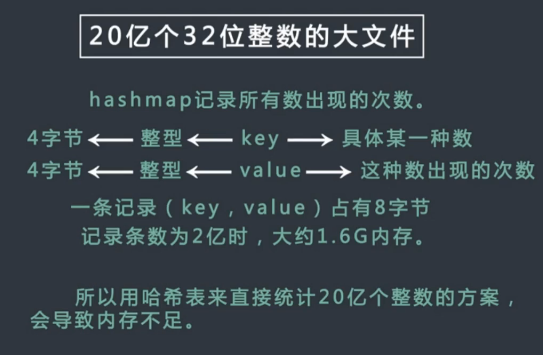 20亿个32位整数的大文件
hashmap记录所有数出现的次数。
4字节 ← 整型 ← key → 具体某一种数
4字节 ← 整型 ← value → 这种数出现的次数
一条记录（key，value）占有8字节
记录条数为2亿时，大约1.6G内存。
所以用哈希表来直接统计20亿个整数的方案，
会导致内存不足。